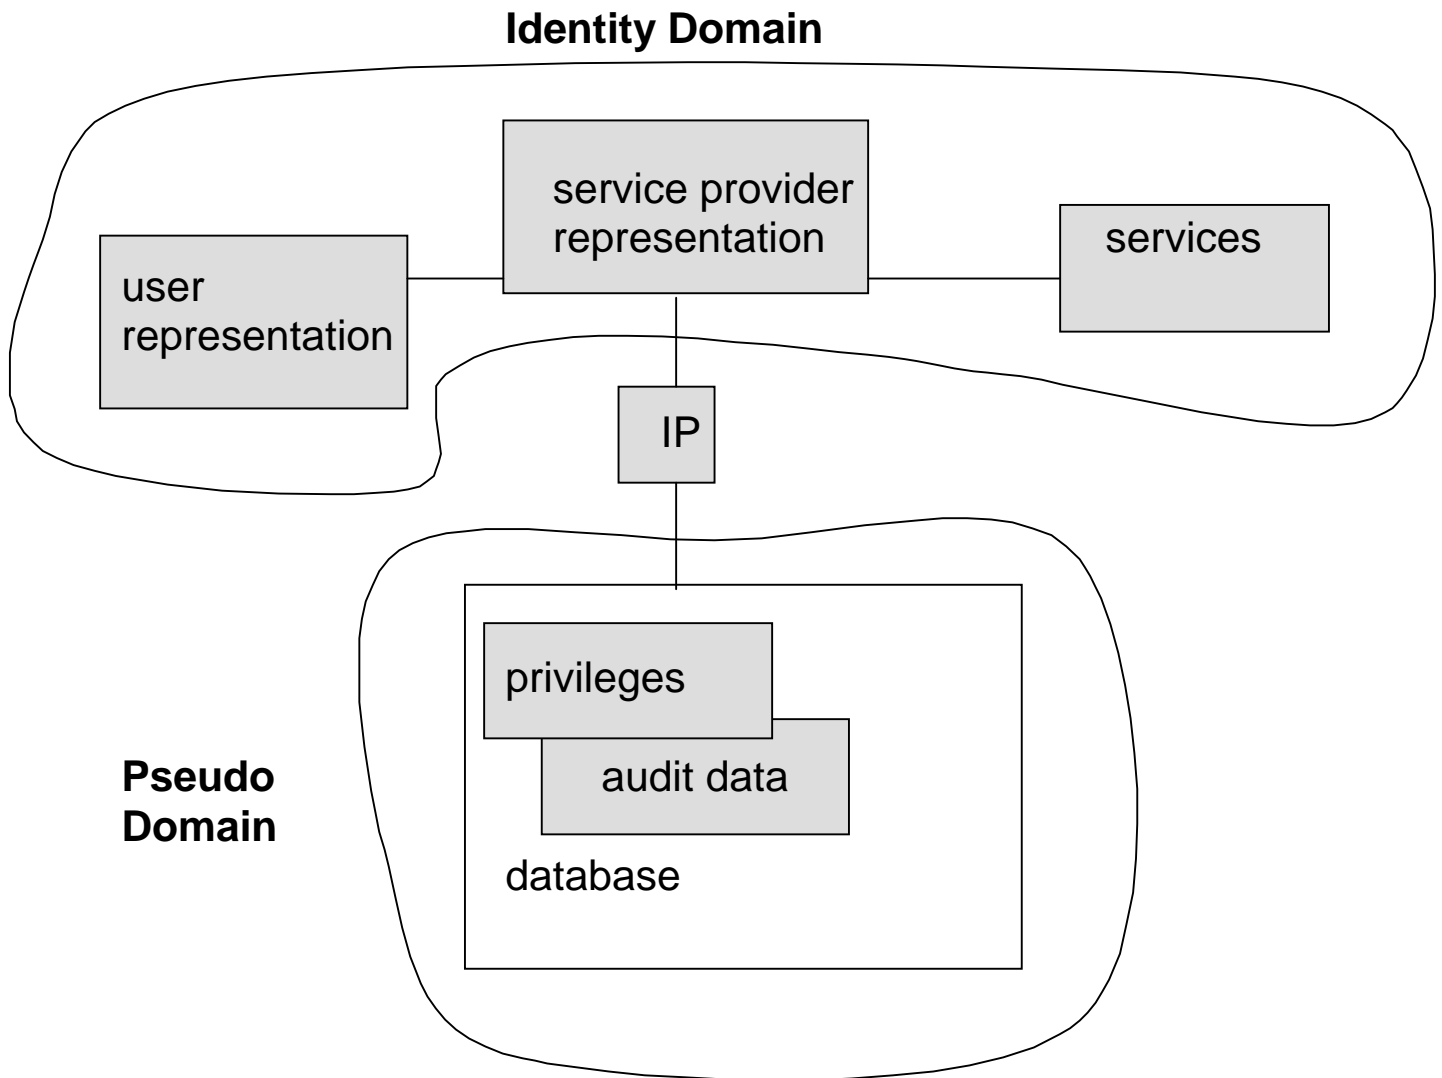 Identity Domain
service provider
representation
services
user
representation
IP
privileges
audit data
Pseudo
Domain
database